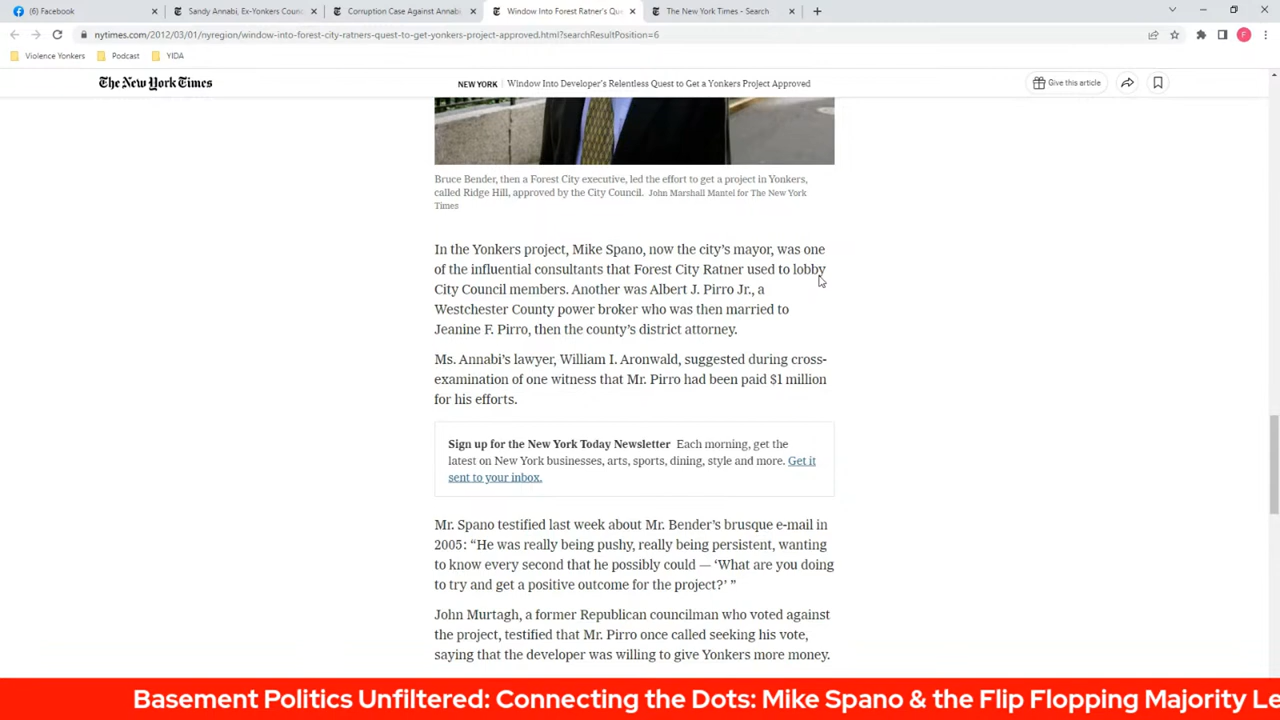 (6) Facebook
Sandy Annabi, Ex-Yonkers Counc
Corruption Case Against Annabi,
Window Into Forest Ratner's Que
The New York Times - Search
nytimes.com/2012/03/01/nyregion/window-into-forest-city-ratners-quest-to-get-yonkers-project-approved.html?searchResultPosition=6
F
Violence Yonkers Podcast YIDA
The New York Times
NEW YORK | Window Into Developer's Relentless Quest to Get a Yonkers Project Approved
Give this article
Bruce Bender, then a Forest City executive, led the effort to get a project in Yonkers,
called Ridge Hill, approved by the City Council. John Marshall Mantel for The New York
Times
In the Yonkers project, Mike Spano, now the city's mayor, was one
of the influential consultants that Forest City Ratner used to lobby
City Council members. Another was Albert J. Pirro Jr., a
Westchester County power broker who was then married to
Jeanine F. Pirro, then the county's district attorney.
Ms. Annabi's lawyer, William I. Aronwald, suggested during cross-
examination of one witness that Mr. Pirro had been paid $1 million
for his efforts.
Sign up for the New York Today Newsletter Each morning, get the
latest on New York businesses, arts, sports, dining, style and more. Get it
sent to your inbox.
Mr. Spano testified last week about Mr. Bender's brusque e-mail in
2005: “He was really being pushy, really being persistent, wanting
to know every second that he possibly could — ‘What are you doing
to try and get a positive outcome for the project?’ ”
John Murtagh, a former Republican councilman who voted against
the project, testified that Mr. Pirro once called seeking his vote,
saying that the developer was willing to give Yonkers more money.
Basement Politics Unfiltered: Connecting the Dots: Mike Spano & the Flip Flopping Majority Le